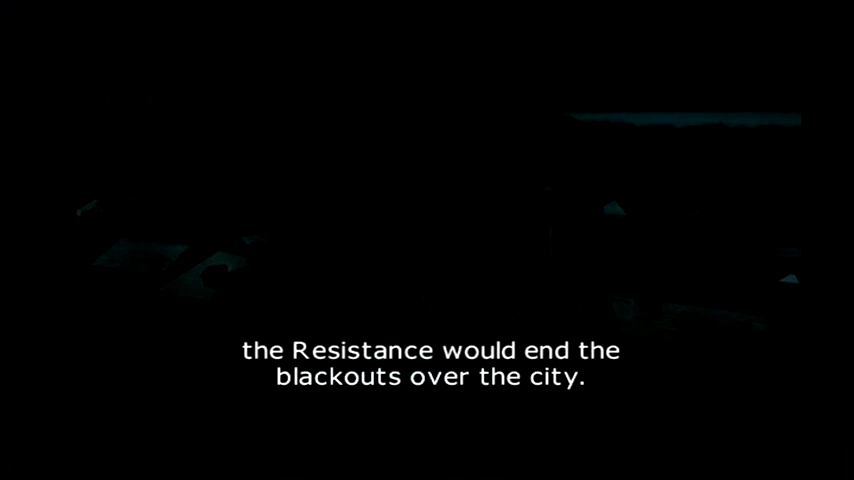 the Resistance would end the
blackouts over the city.